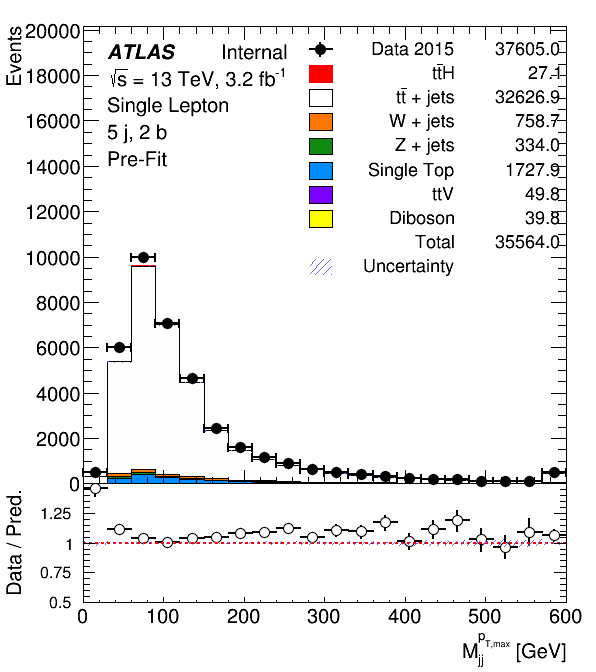 Events
20000
18000
16000
14000
12000
10000
8000
6000
4000
2000
0
ATLAS Internal
√s = 13 TeV, 3.2 fb⁻¹
Single Lepton
5 j, 2 b
Pre-Fit
Data 2015 37605.0
tt̄H 27.1
tt̄ + jets 32626.9
W + jets 758.7
Z + jets 334.0
Single Top 1727.9
ttV 49.8
Diboson 39.8
Total 35564.0
Uncertainty
Data / Pred.
1.25
1
0.75
0.5
0 100 200 300 400 500 600
M_jj^{p_{T,max}} [GeV]